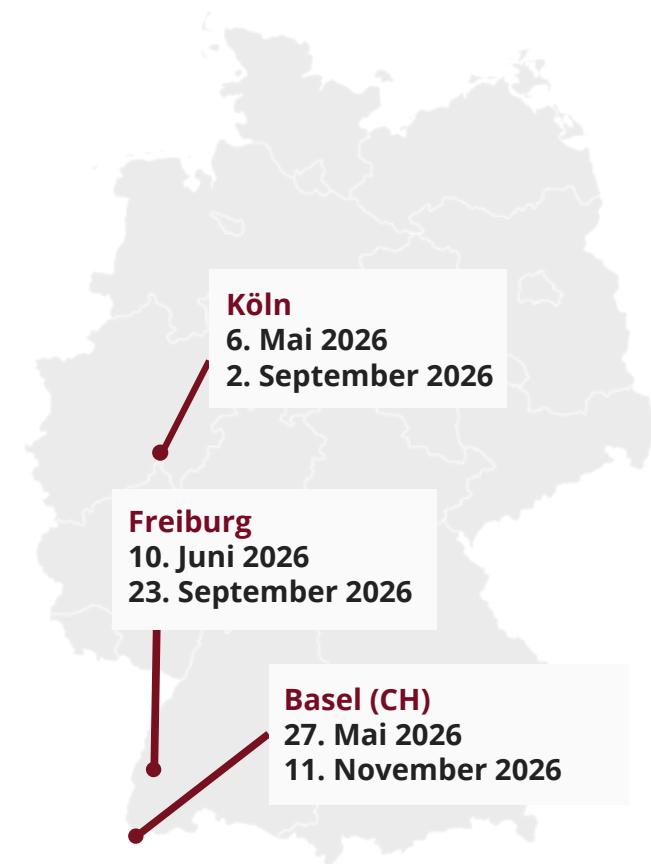 Köln
6. Mai 2026
2. September 2026
Freiburg
10. Juni 2026
23. September 2026
Basel (CH)
27. Mai 2026
11. November 2026